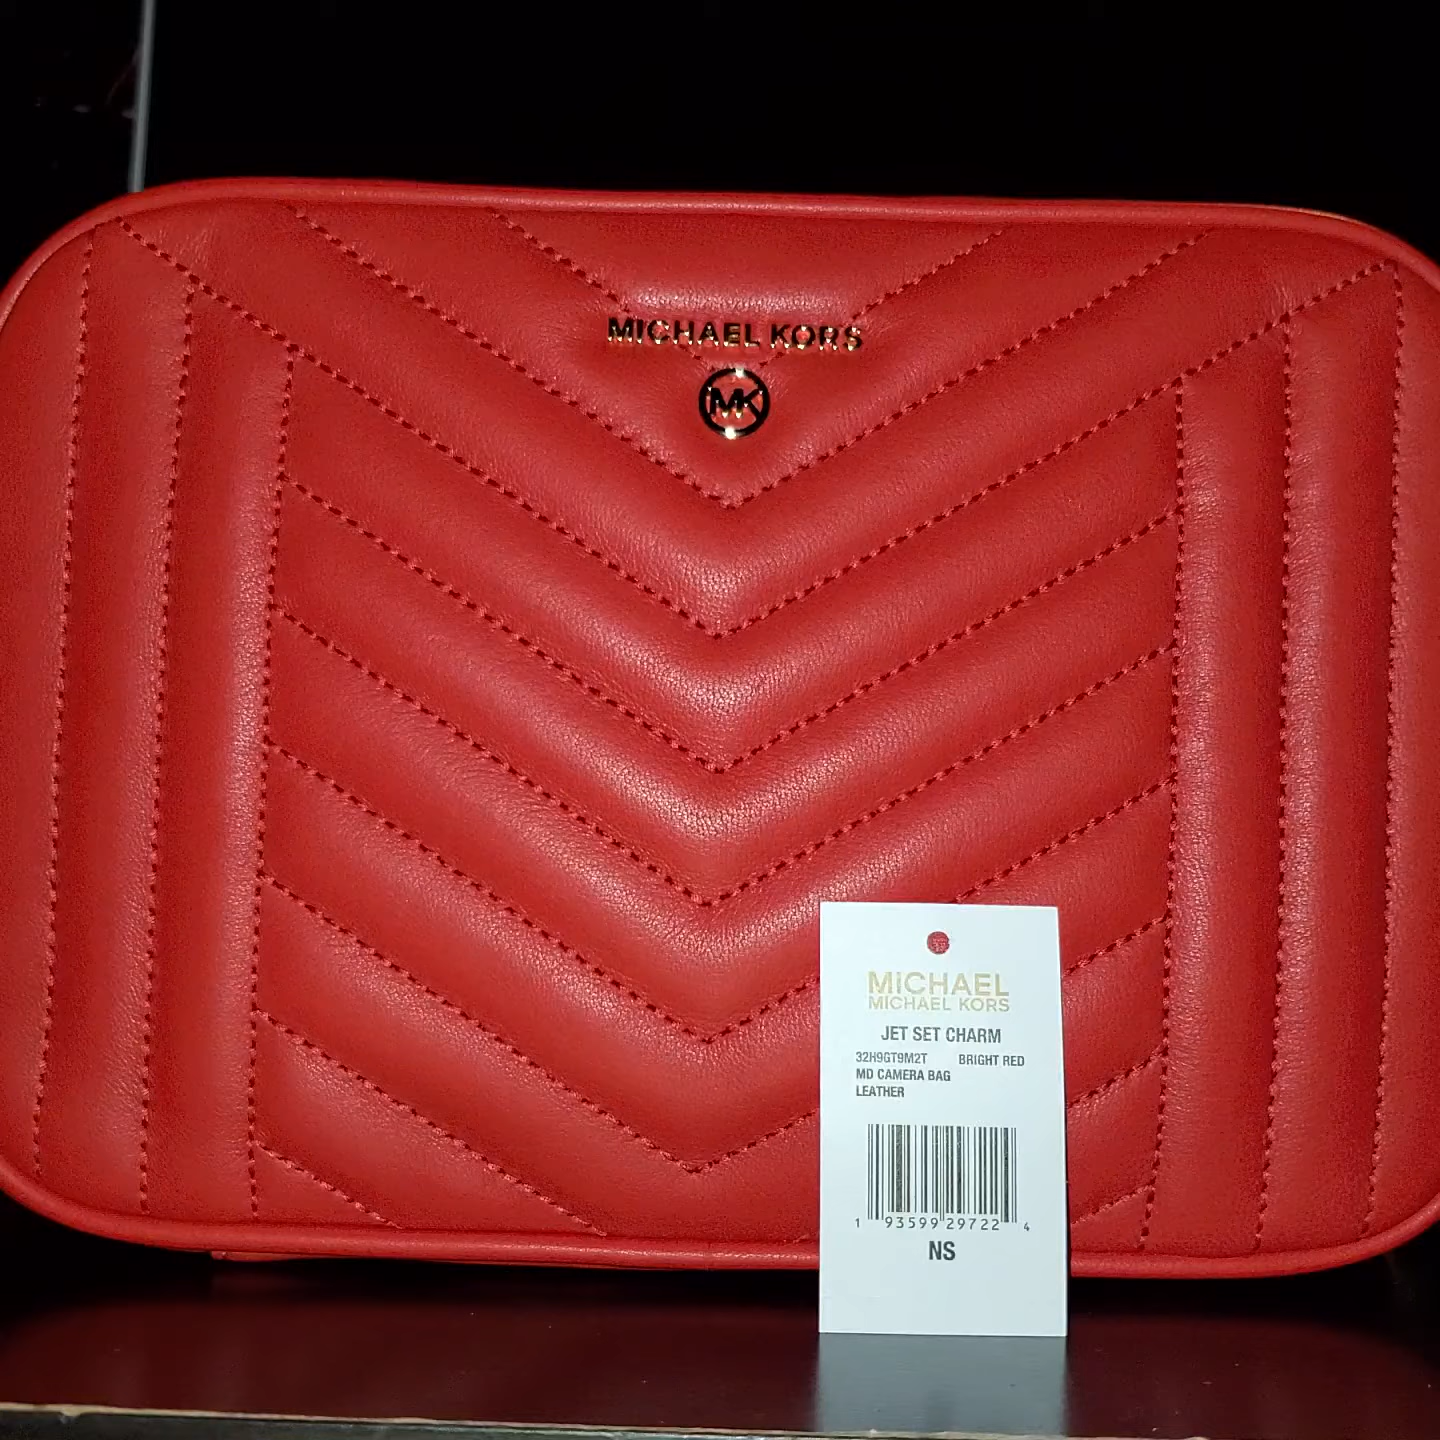 MICHAEL KORS
MK
MICHAEL
MICHAEL KORS
JET SET CHARM
32H9GT9M2T BRIGHT RED
MD CAMERA BAG
LEATHER
1 93599 29722 4
NS